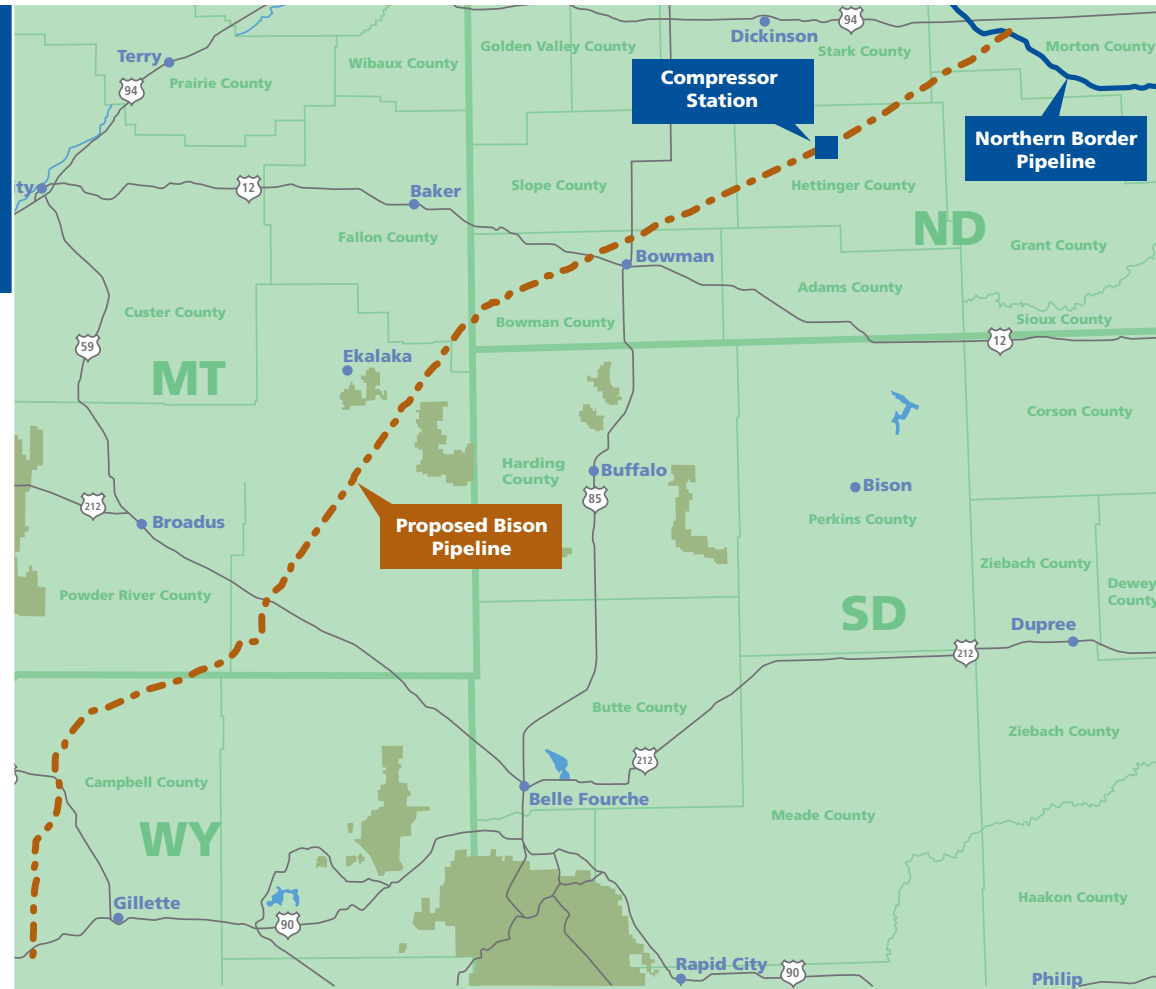 94
Dickinson
Golden Valley County
Stark County
Morton County
Terry
Wibaux County
Prairie County
94
Compressor
Station
Northern Border
Pipeline
ty
12
Baker
Slope County
Hettinger County
ND
Fallon County
Grant County
Bowman
Adams County
Custer County
Bowman County
Sioux County
12
59
Ekalaka
MT
Corson County
Harding
County
Buffalo
85
Bison
212
Broadus
Proposed Bison
Pipeline
Perkins County
Ziebach County
Dewey
County
Powder River County
SD
Dupree
212
Butte County
Ziebach County
212
Campbell County
Belle Fourche
Meade County
WY
Haakon County
Gillette
90
Rapid City
90
Philip